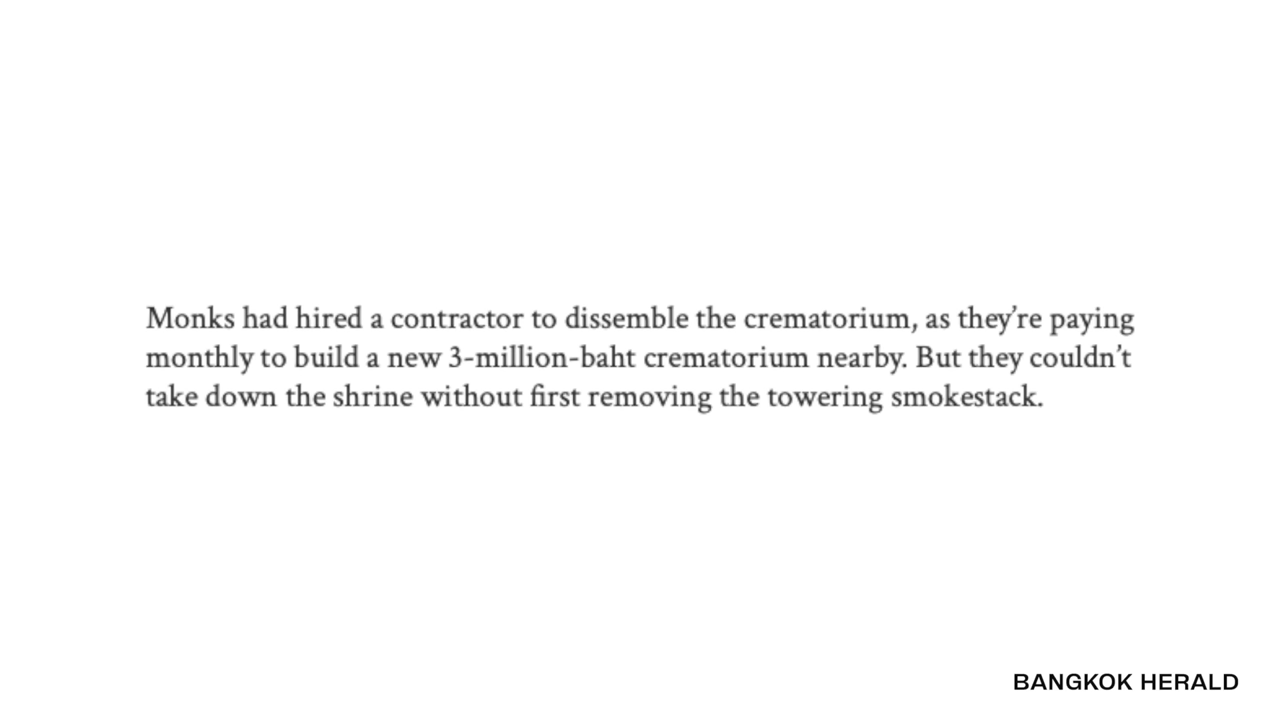 Monks had hired a contractor to dissemble the crematorium, as they’re paying
monthly to build a new 3-million-baht crematorium nearby. But they couldn’t
take down the shrine without first removing the towering smokestack.
BANGKOK HERALD